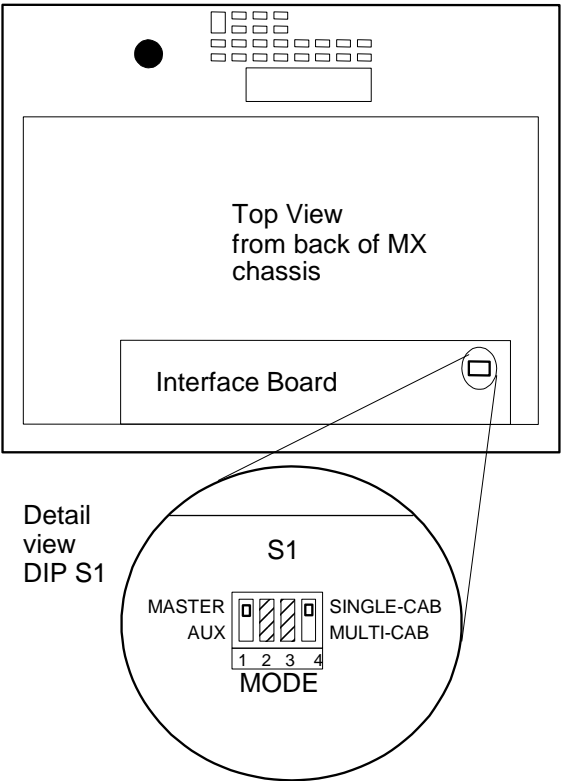 Top View
from back of MX
chassis
Interface Board
Detail
view
DIP S1
S1
MASTER SINGLE-CAB
AUX MULTI-CAB
1 2 3 4
MODE